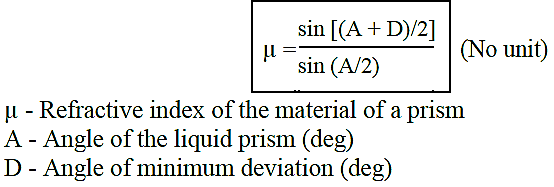 μ = sin [(A + D)/2] / sin (A/2) (No unit)
μ - Refractive index of the material of a prism
A - Angle of the liquid prism (deg)
D - Angle of minimum deviation (deg)